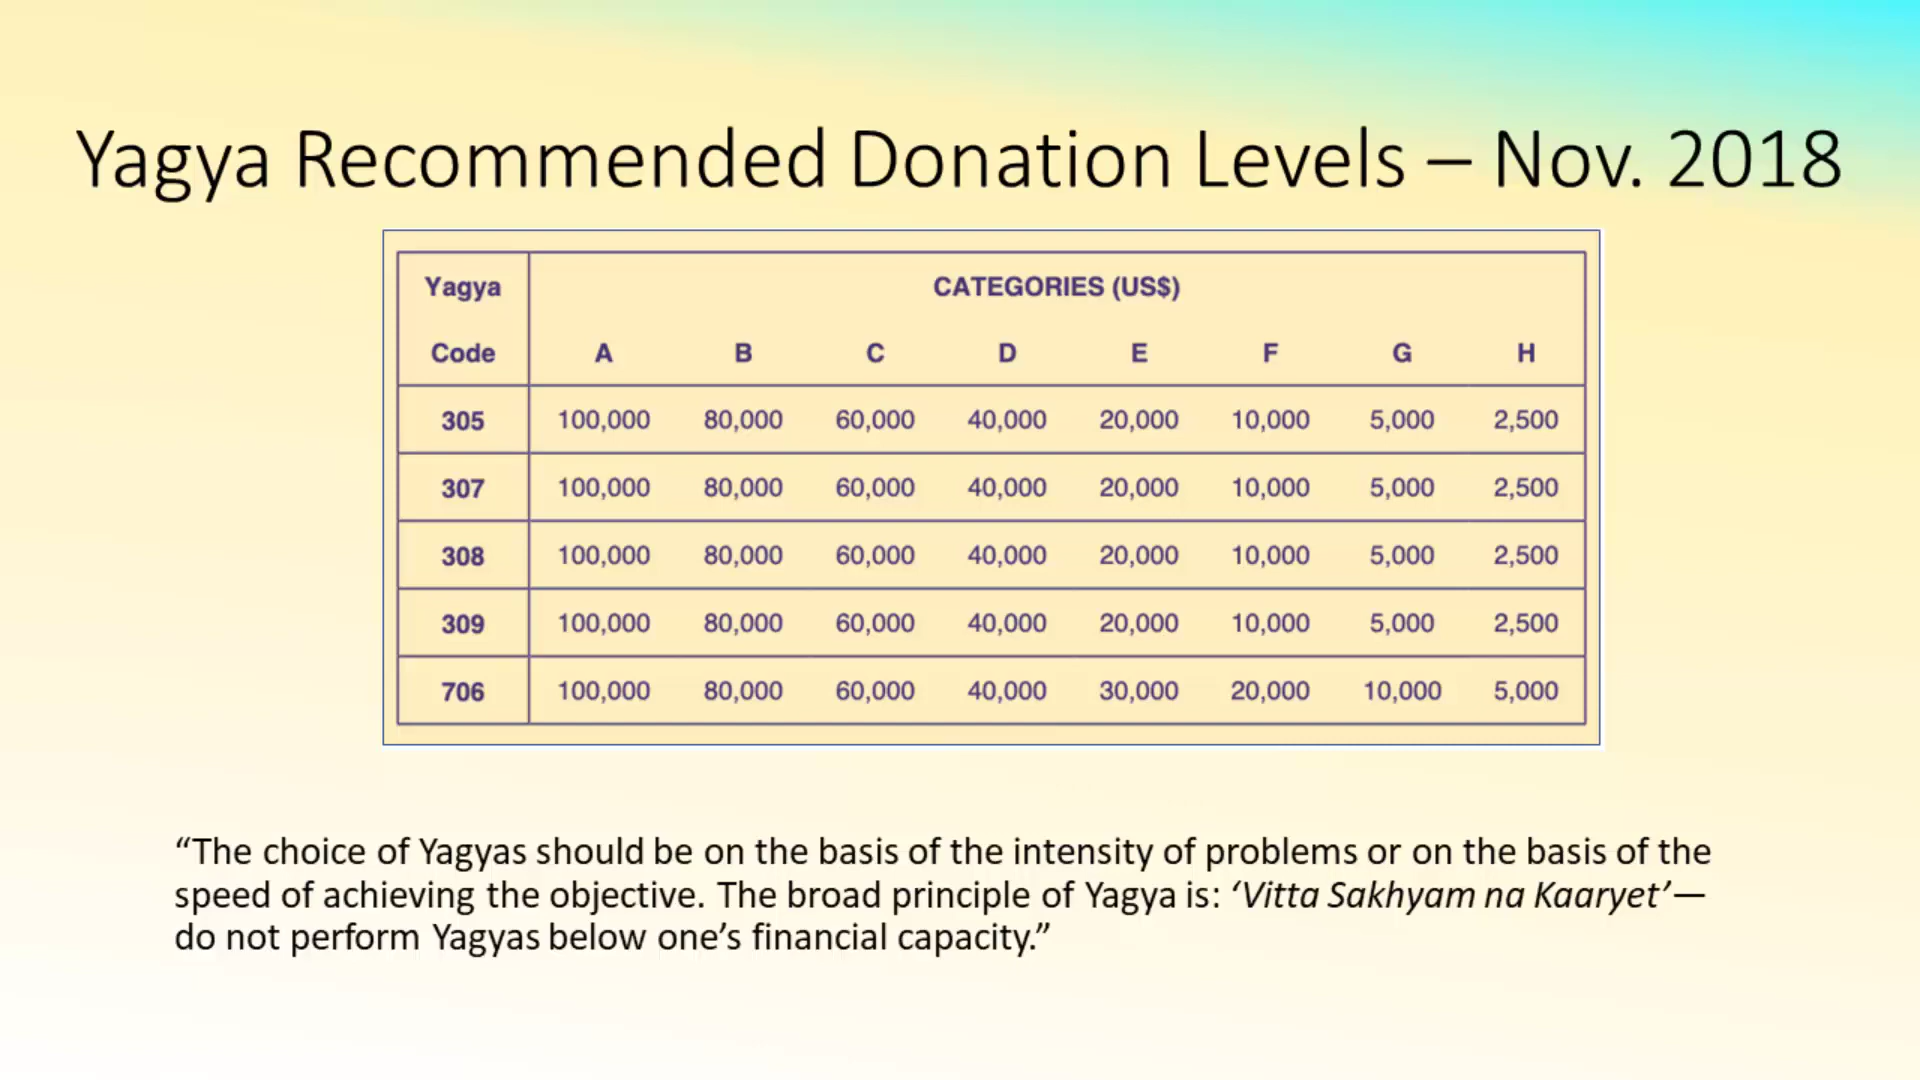 Yagya Recommended Donation Levels – Nov. 2018
Yagya CATEGORIES (US$)
Code A B C D E F G H
305 100,000 80,000 60,000 40,000 20,000 10,000 5,000 2,500
307 100,000 80,000 60,000 40,000 20,000 10,000 5,000 2,500
308 100,000 80,000 60,000 40,000 20,000 10,000 5,000 2,500
309 100,000 80,000 60,000 40,000 20,000 10,000 5,000 2,500
706 100,000 80,000 60,000 40,000 30,000 20,000 10,000 5,000
“The choice of Yagyas should be on the basis of the intensity of problems or on the basis of the
speed of achieving the objective. The broad principle of Yagya is: ‘Vitta Sakhyam na Kaaryet’—
do not perform Yagyas below one’s financial capacity.”